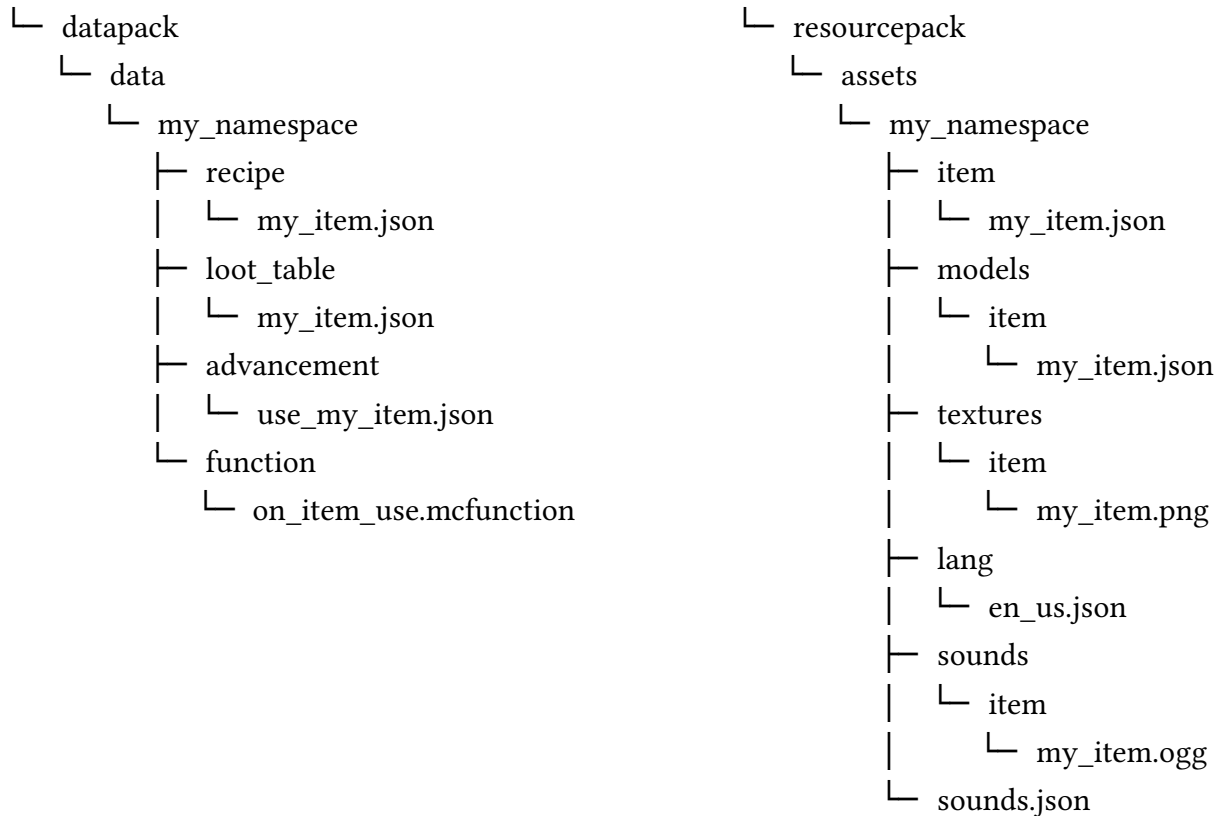 └─ datapack
└─ data
└─ my_namespace
├─ recipe
│ └─ my_item.json
├─ loot_table
│ └─ my_item.json
├─ advancement
│ └─ use_my_item.json
└─ function
└─ on_item_use.mcfunction
└─ resourcepack
└─ assets
└─ my_namespace
├─ item
│ └─ my_item.json
├─ models
│ └─ item
│ └─ my_item.json
├─ textures
│ └─ item
│ └─ my_item.png
├─ lang
│ └─ en_us.json
├─ sounds
│ └─ item
│ └─ my_item.ogg
└─ sounds.json